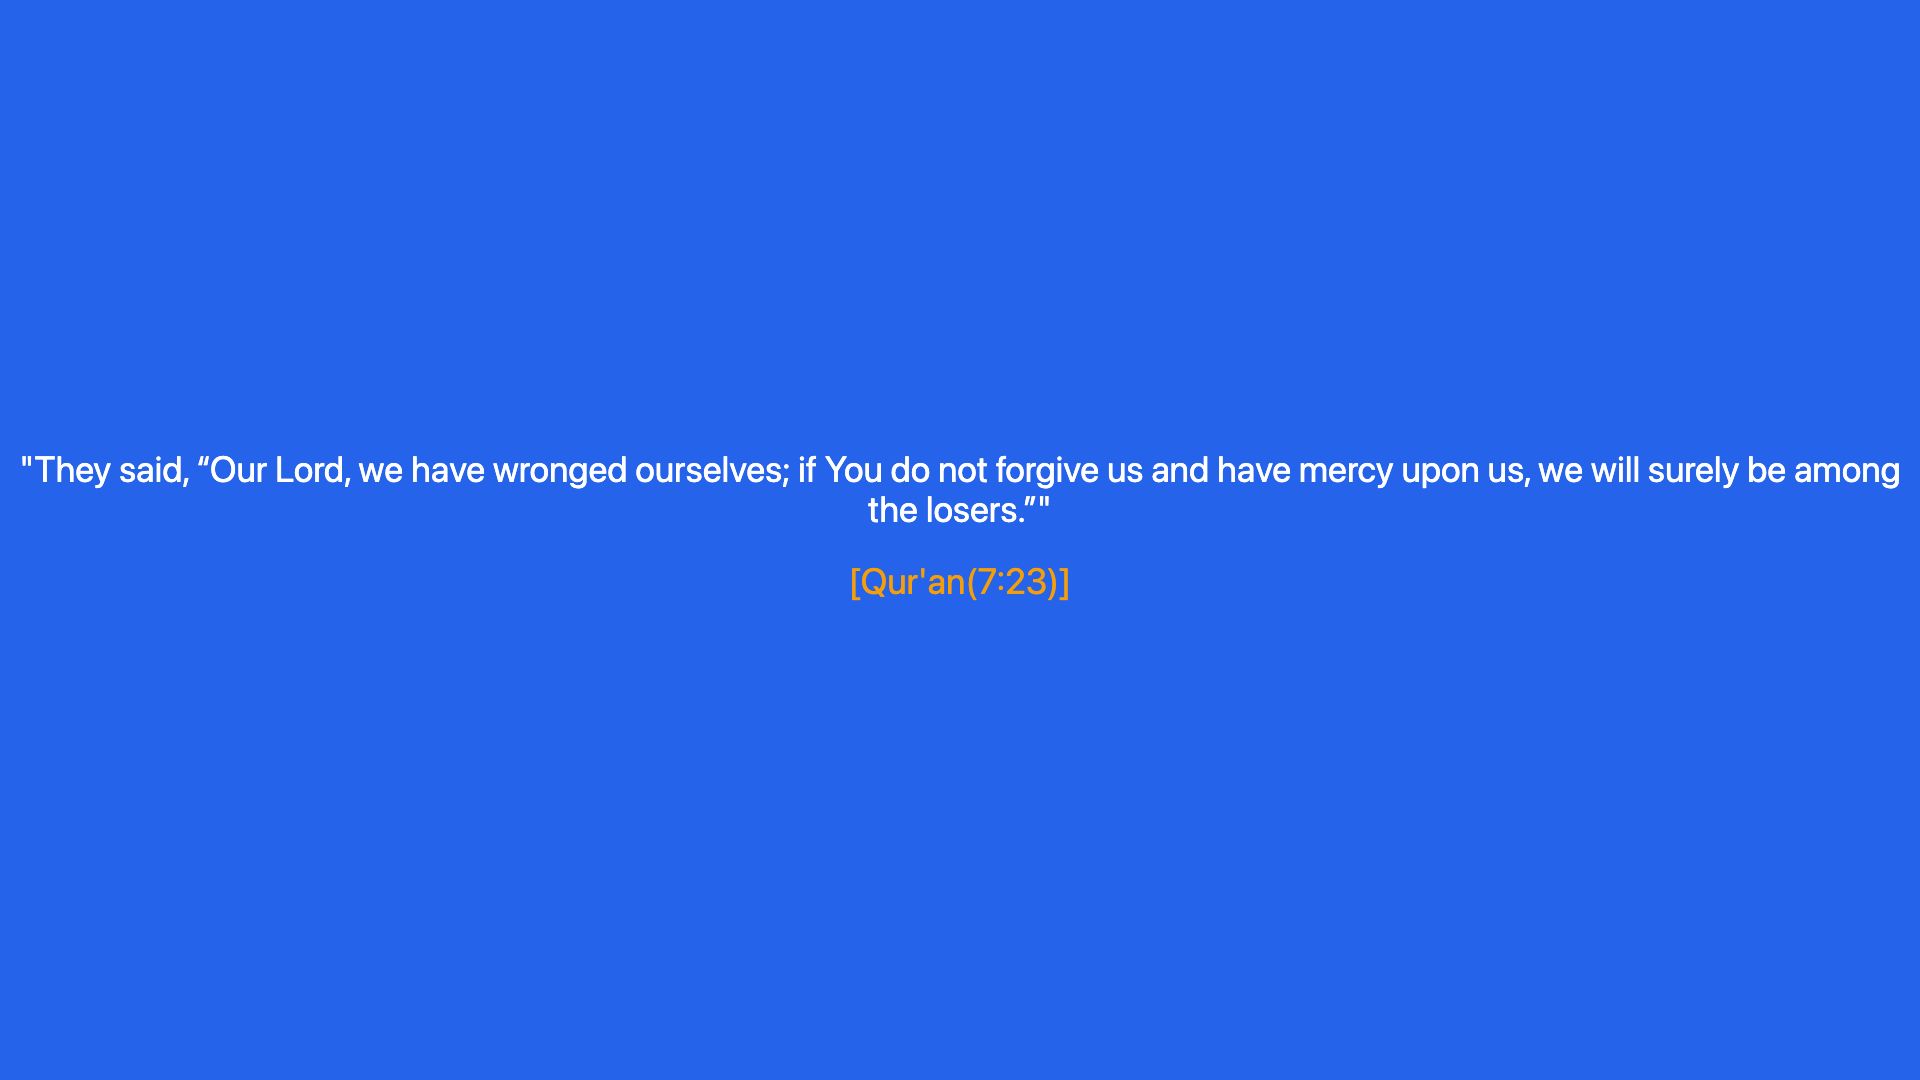 "They said, “Our Lord, we have wronged ourselves; if You do not forgive us and have mercy upon us, we will surely be among
the losers.”"
[Qur'an(7:23)]